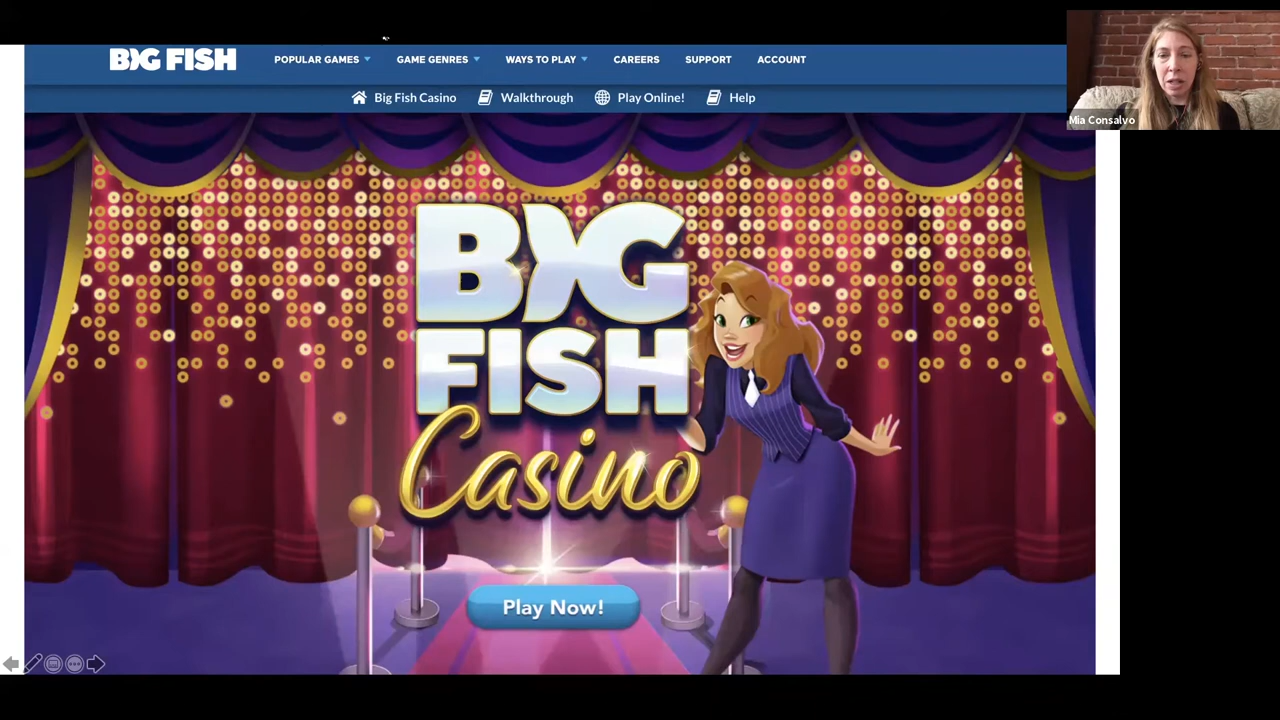 BIG FISH
POPULAR GAMES GAME GENRES WAYS TO PLAY CAREERS SUPPORT ACCOUNT
Big Fish Casino Walkthrough Play Online! Help
Mia Consalvo
BIG
FISH
Casino
Play Now!